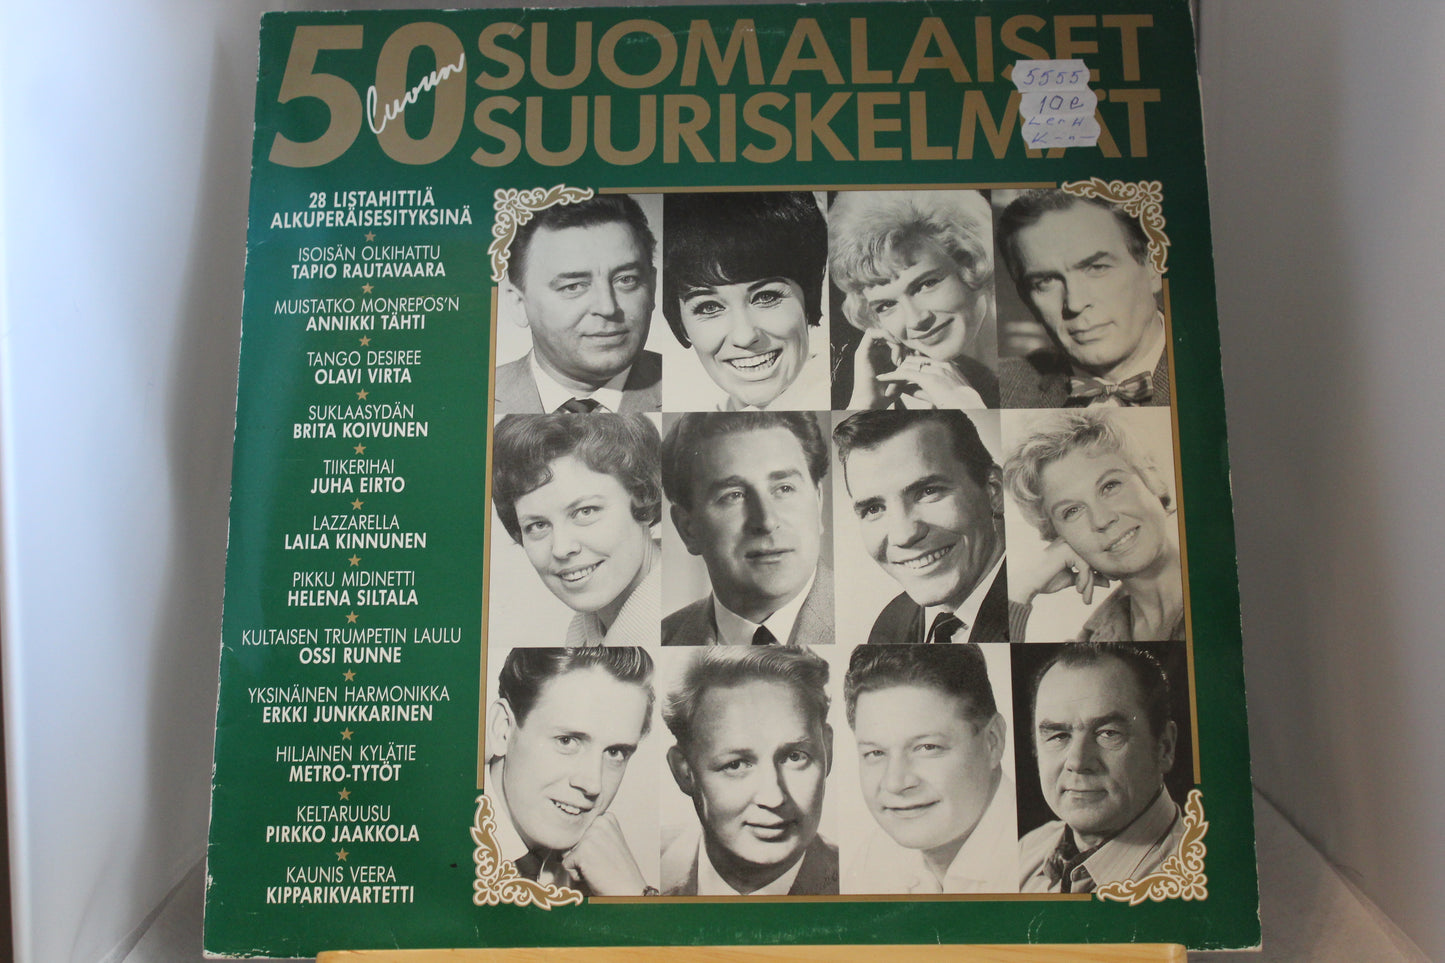 50 luvun
SUOMALAISET
SUURISKELMÄT
5555
10e
28 LISTAHITTIÄ
ALKUPERÄISESITYKSINÄ
ISOISÄN OLKIHATTU
TAPIO RAUTAVAARA
MUISTATKO MONREPOS'N
ANNIKKI TÄHTI
TANGO DESIREE
OLAVI VIRTA
SUKLAASYDÄN
BRITA KOIVUNEN
TIIKERIHAI
JUHA EIRTO
LAZZARELLA
LAILA KINNUNEN
PIKKU MIDINETTI
HELENA SILTALA
KULTAISEN TRUMPETIN LAULU
OSSI RUNNE
YKSINÄINEN HARMONIKKA
ERKKI JUNKKARINEN
HILJAINEN KYLÄTIE
METRO-TYTÖT
KELTARUUSU
PIRKKO JAAKKOLA
KAUNIS VEERA
KIPPARIKVARTETTI